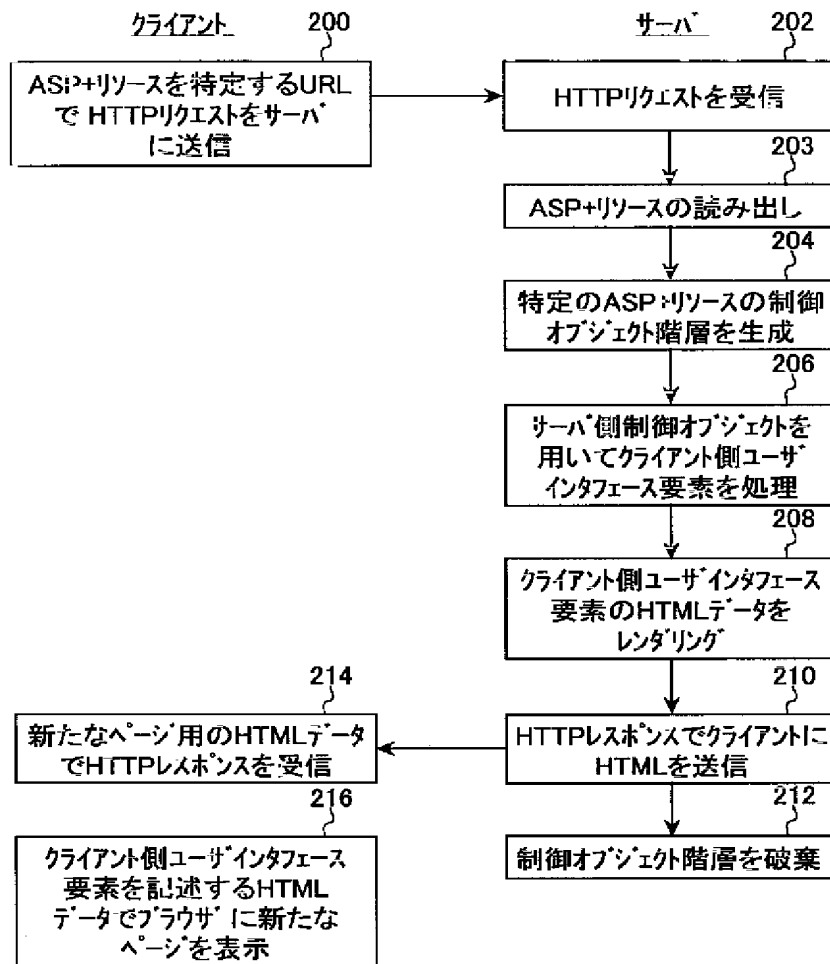 クライアント
200
サーバ
202
ASP+リソースを特定するURL
で HTTPリクエストをサーバ
に送信
HTTPリクエストを受信
203
ASP+リソースの読み出し
204
特定のASP+リソースの制御
オブジェクト階層を生成
206
サーバ側制御オブジェクトを
用いてクライアント側ユーザ
インタフェース要素を処理
208
クライアント側ユーザインタフェース
要素のHTMLデータを
レンダリング
214
210
新たなページ用のHTMLデータ
でHTTPレスポンスを受信
HTTPレスポンスでクライアントに
HTMLを送信
216
212
クライアント側ユーザインタフェース
要素を記述するHTML
データでブラウザに新たな
ページを表示
制御オブジェクト階層を破棄